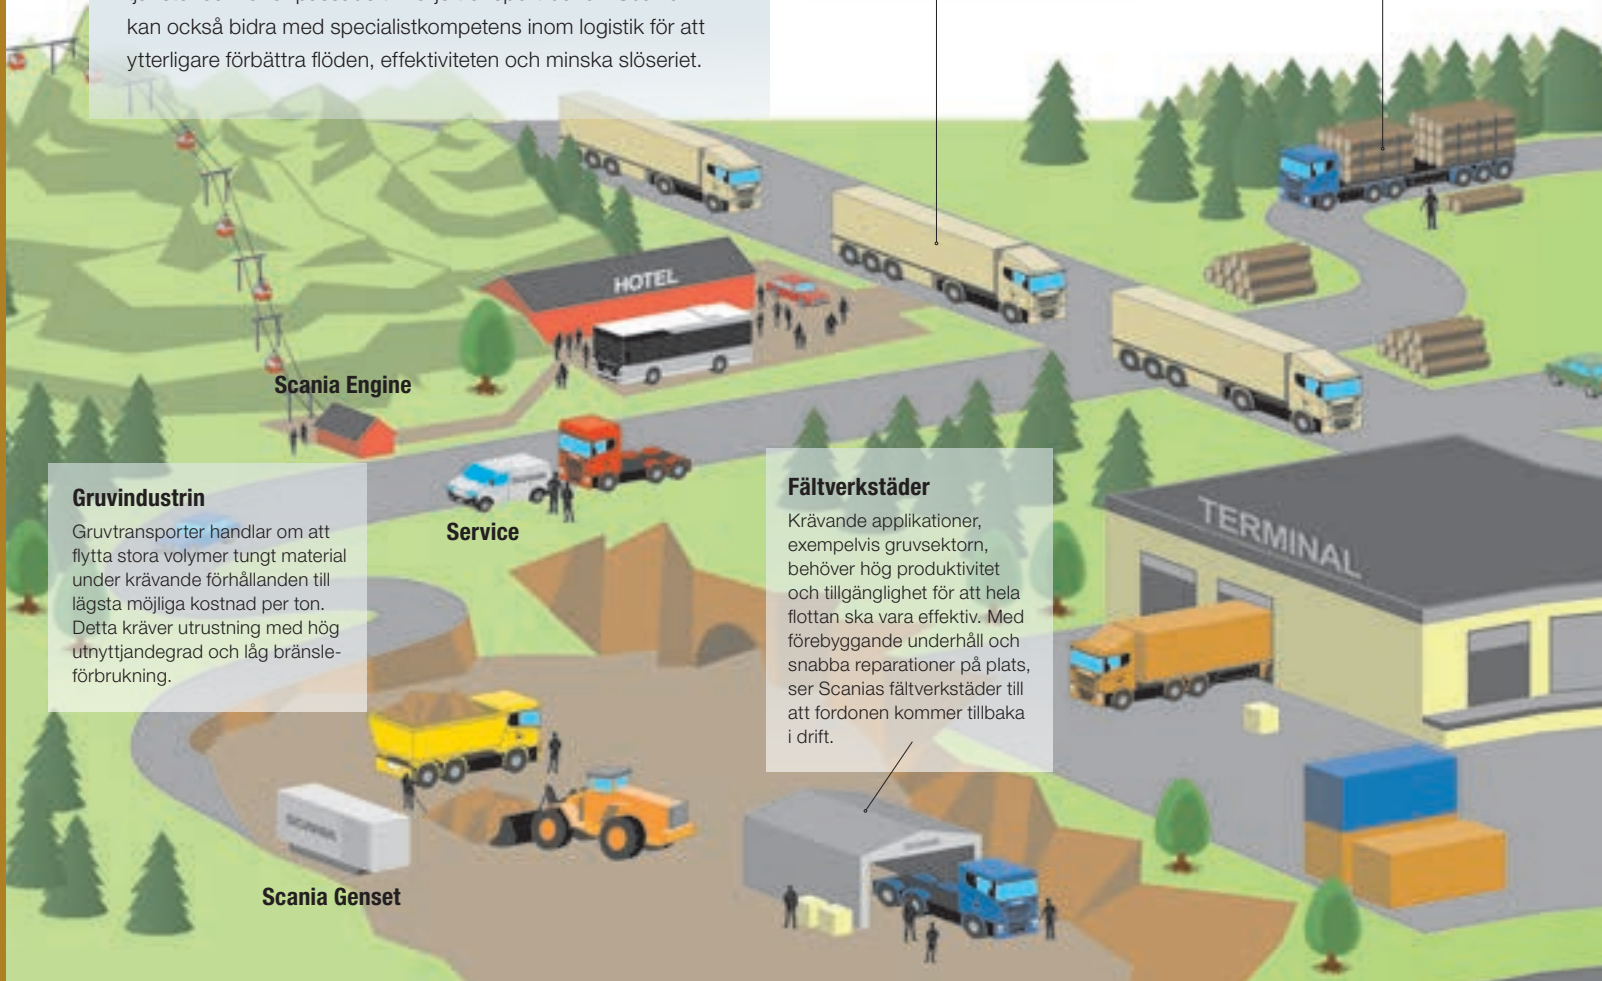 kan också bidra med specialistkompetens inom logistik för att
ytterligare förbättra flöden, effektiviteten och minska slöseriet.
HOTEL
Scania Engine
Gruvindustrin
Gruvtransporter handlar om att
flytta stora volymer tungt material
under krävande förhållanden till
lägsta möjliga kostnad per ton.
Detta kräver utrustning med hög
utnyttjandegrad och låg bränsle-
förbrukning.
Service
Fältverkstäder
Krävande applikationer,
exempelvis gruvsektorn,
behöver hög produktivitet
och tillgänglighet för att hela
flottan ska vara effektiv. Med
förebyggande underhåll och
snabba reparationer på plats,
ser Scanias fältverkstäder till
att fordonen kommer tillbaka
i drift.
TERMINAL
SCANIA
Scania Genset